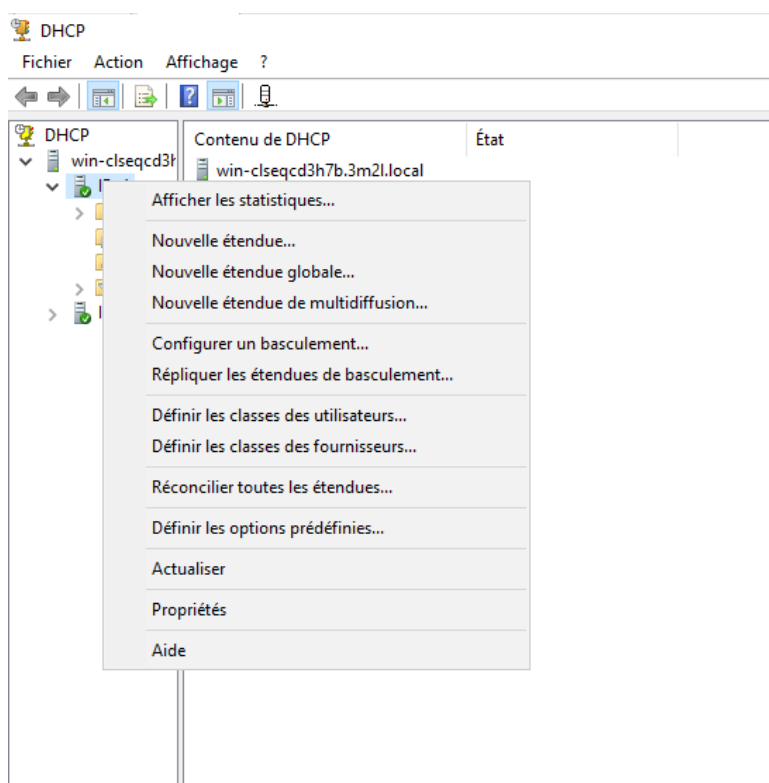 DHCP
Fichier Action Affichage ?
DHCP
win-clseqcd3h
Contenu de DHCP
État
win-clseqcd3h7b.3m2l.local
Afficher les statistiques...
Nouvelle étendue...
Nouvelle étendue globale...
Nouvelle étendue de multidiffusion...
Configurer un basculement...
Répliquer les étendues de basculement...
Définir les classes des utilisateurs...
Définir les classes des fournisseurs...
Réconcilier toutes les étendues...
Définir les options prédéfinies...
Actualiser
Propriétés
Aide